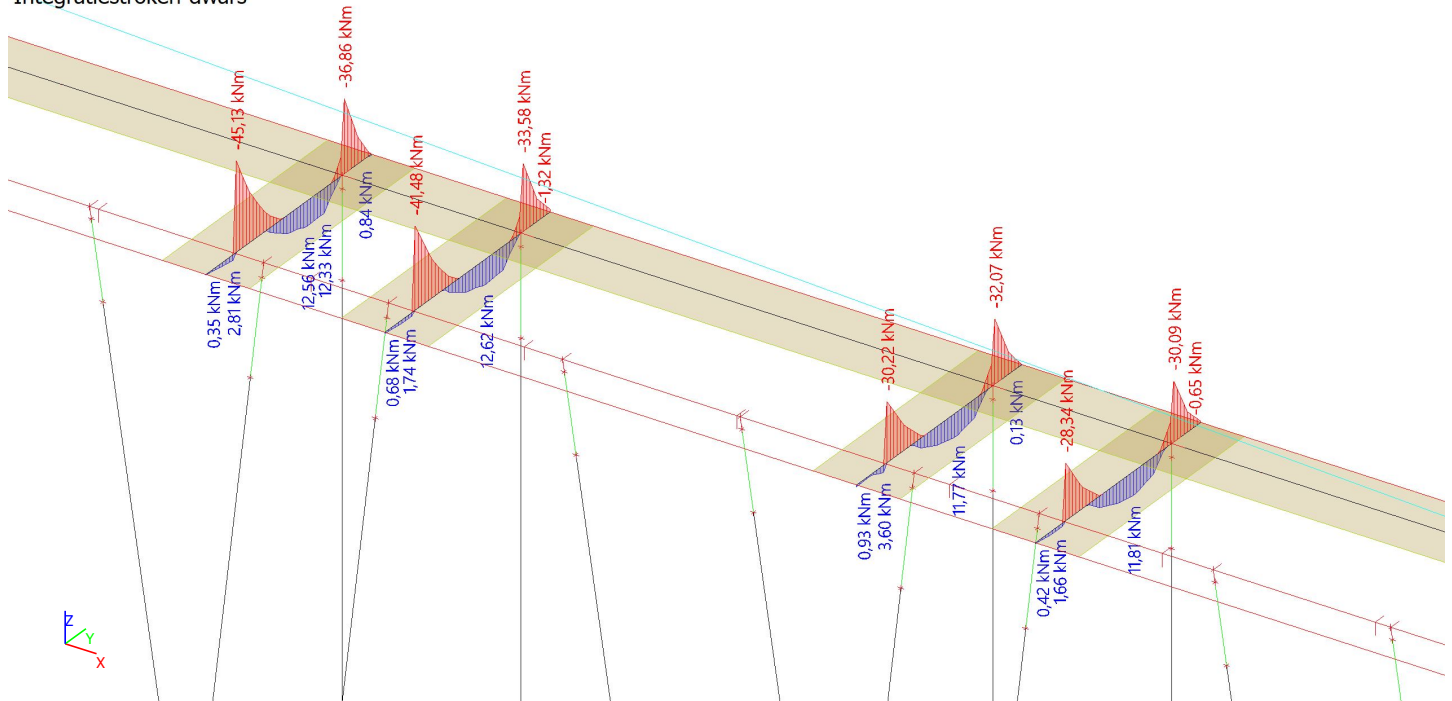 Integratiestroken dwars
-45,13 kNm
-36,86 kNm
-41,48 kNm
-33,58 kNm
-1,32 kNm
0,84 kNm
12,56 kNm
12,33 kNm
0,35 kNm
2,81 kNm
12,62 kNm
0,68 kNm
1,74 kNm
-32,07 kNm
-30,22 kNm
-30,09 kNm
-0,65 kNm
-28,34 kNm
0,13 kNm
11,77 kNm
0,93 kNm
3,60 kNm
11,81 kNm
0,42 kNm
1,66 kNm
Z
Y
X